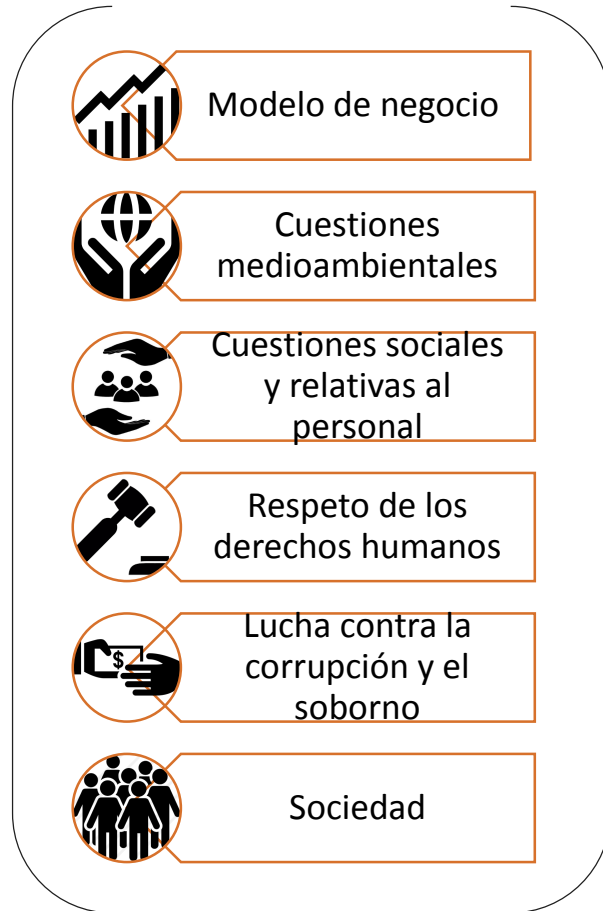 Modelo de negocio
Cuestiones
medioambientales
Cuestiones sociales
y relativas al
personal
Respeto de los
derechos humanos
$
Lucha contra la
corrupción y el
soborno
Sociedad